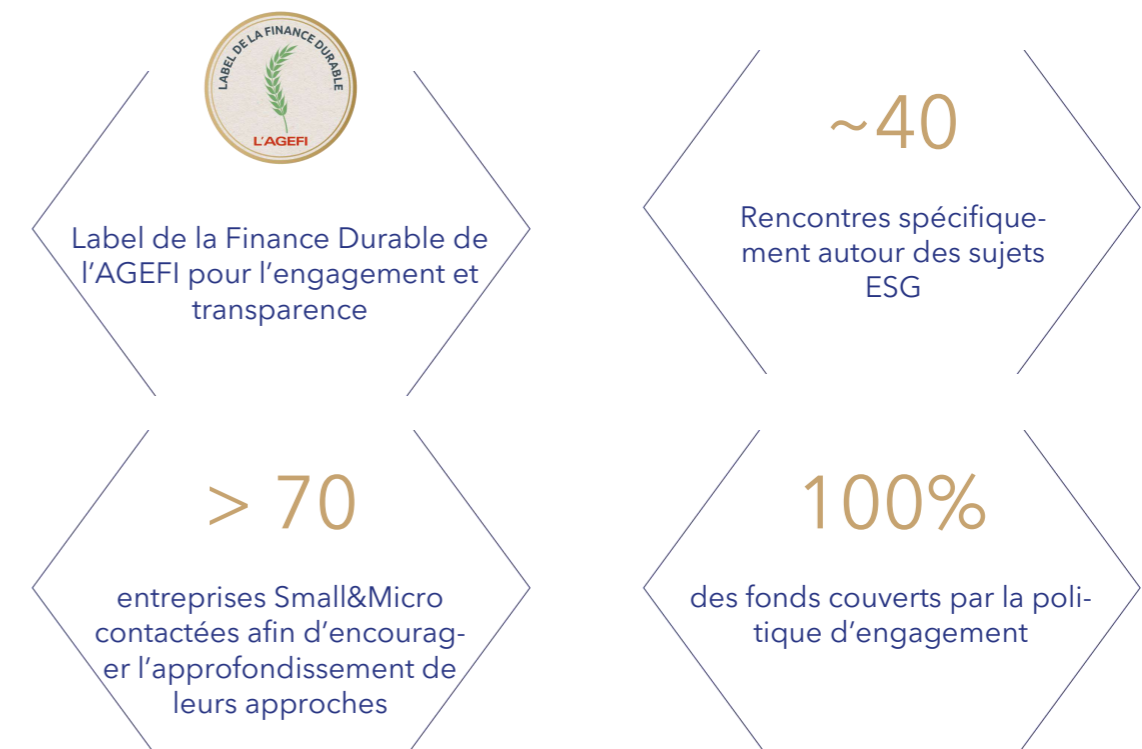 LABEL DE LA FINANCE DURABLE
L'AGEFI
Label de la Finance Durable de
l’AGEFI pour l’engagement et
transparence
~40
Rencontres spécifique-
ment autour des sujets
ESG
> 70
entreprises Small&Micro
contactées afin d’encourag-
er l’approfondissement de
leurs approches
100%
des fonds couverts par la poli-
tique d’engagement